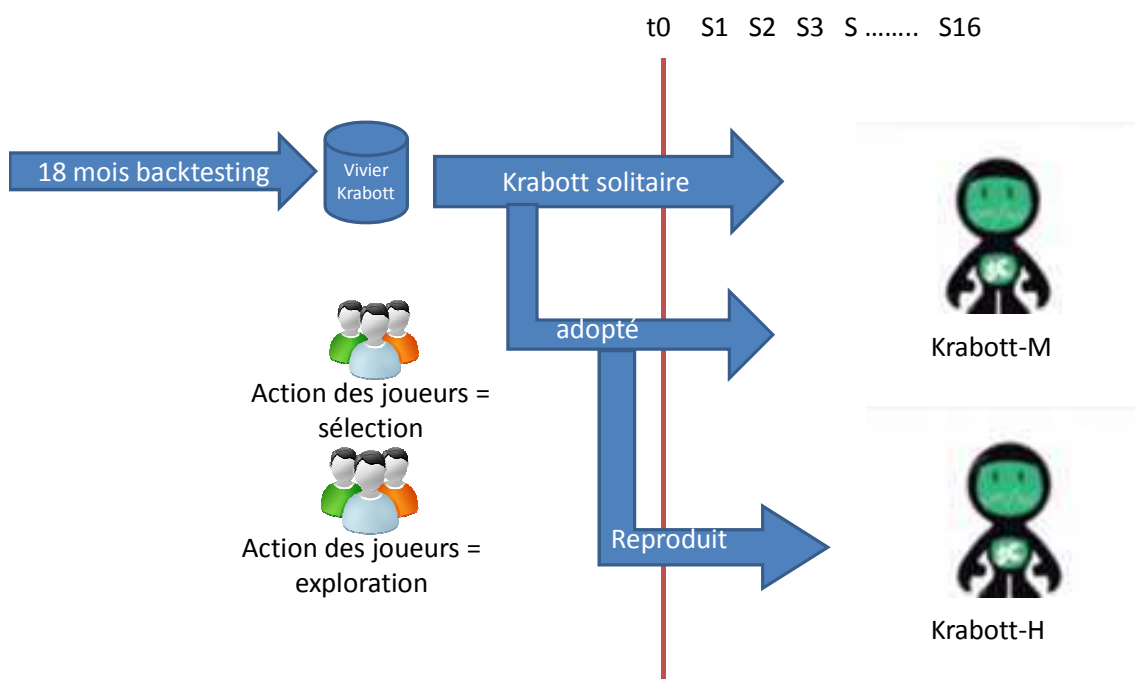 t0 S1 S2 S3 S ........ S16
18 mois backtesting
Vivier
Krabott
Krabott solitaire
adopté
Krabott-M
Action des joueurs =
sélection
Action des joueurs =
exploration
Reproduit
Krabott-H